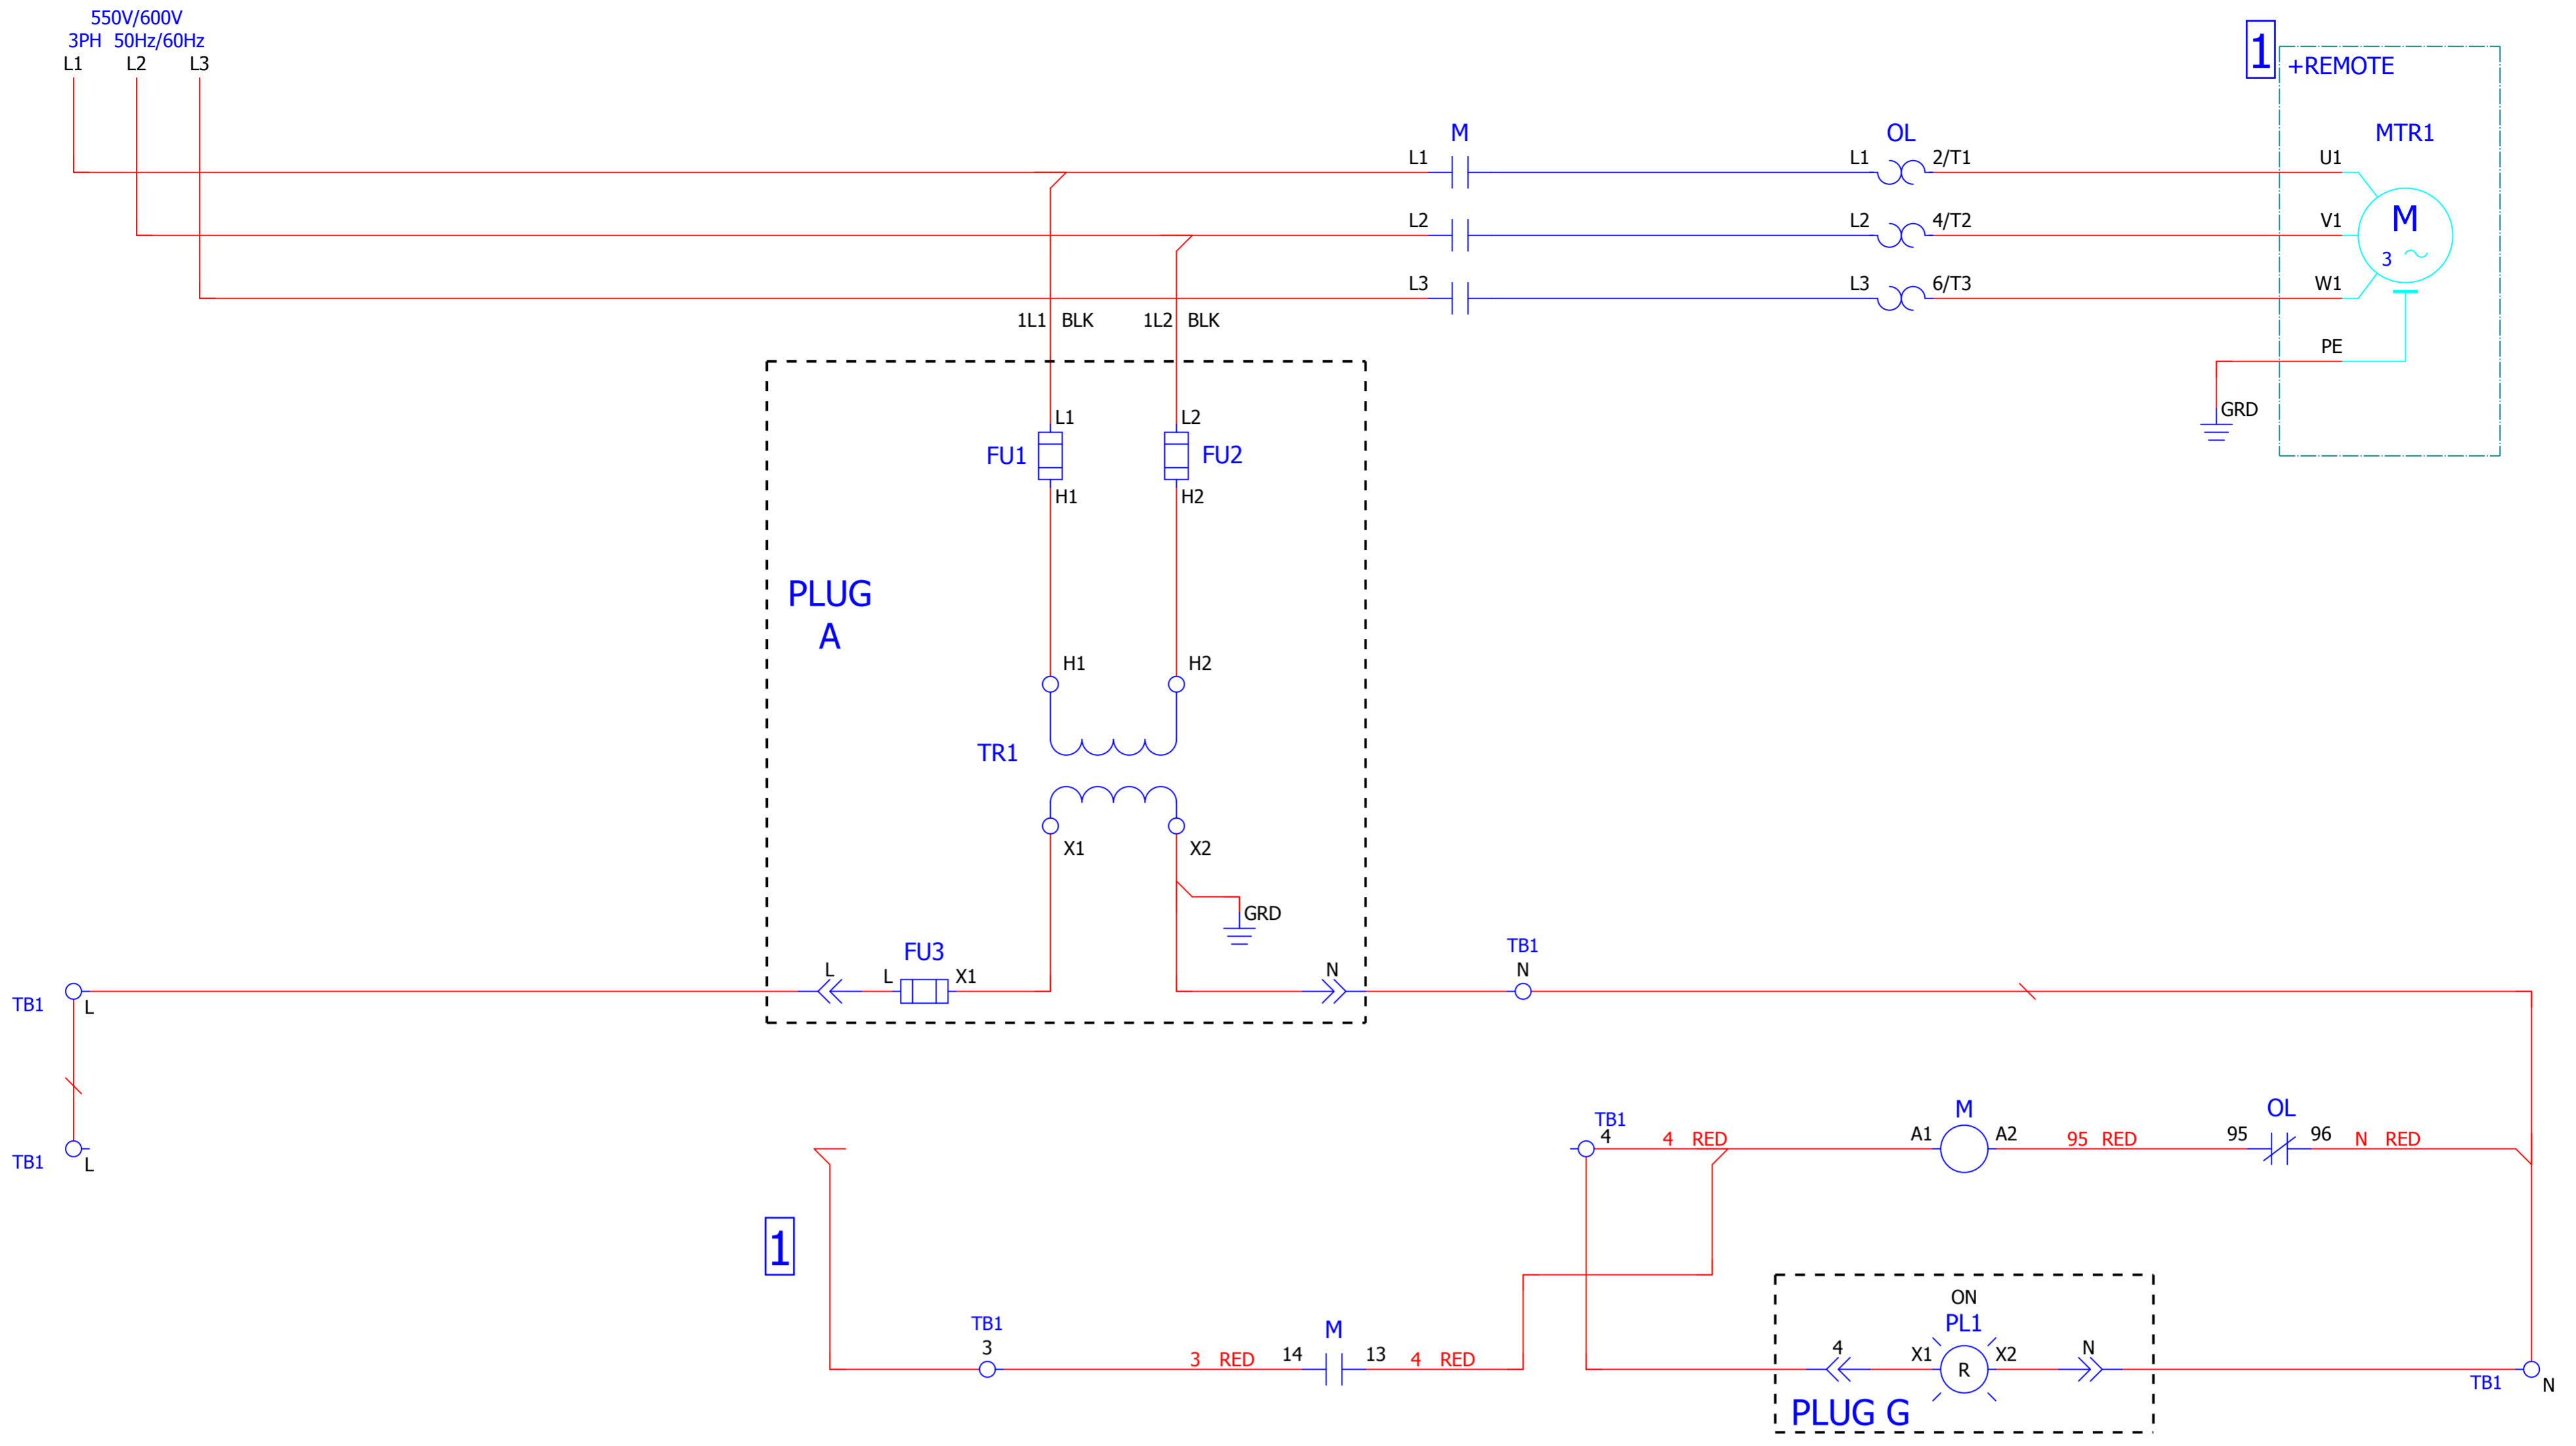 550V/600V
3PH 50Hz/60Hz
L1 L2 L3
1
+REMOTE
M
OL
MTR1
L1
L1
2/T1
U1
L2
L2
4/T2
V1
M
3
L3
L3
6/T3
W1
1L1 BLK
1L2 BLK
PE
GRD
L1
L2
FU1
FU2
H1
H2
PLUG
A
H1
H2
TR1
X1
X2
GRD
FU3
L
L
X1
N
TB1
N
TB1
L
TB1
L
TB1
4
4 RED
M
A1
A2
95 RED
OL
95
96
N RED
1
TB1
3
3 RED
M
14
13
4 RED
ON
PL1
4
X1
R
X2
N
PLUG G
TB1
N